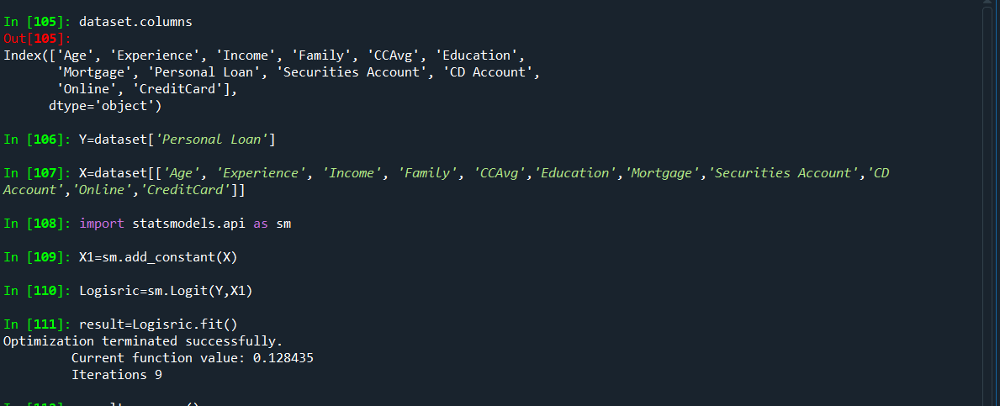 In [105]: dataset.columns
Out[105]:
Index(['Age', 'Experience', 'Income', 'Family', 'CCAvg', 'Education',
'Mortgage', 'Personal Loan', 'Securities Account', 'CD Account',
'Online', 'CreditCard'],
dtype='object')
In [106]: Y=dataset['Personal Loan']
In [107]: X=dataset[['Age', 'Experience', 'Income', 'Family', 'CCAvg','Education','Mortgage','Securities Account','CD
Account','Online','CreditCard']]
In [108]: import statsmodels.api as sm
In [109]: X1=sm.add_constant(X)
In [110]: Logisric=sm.Logit(Y,X1)
In [111]: result=Logisric.fit()
Optimization terminated successfully.
Current function value: 0.128435
Iterations 9